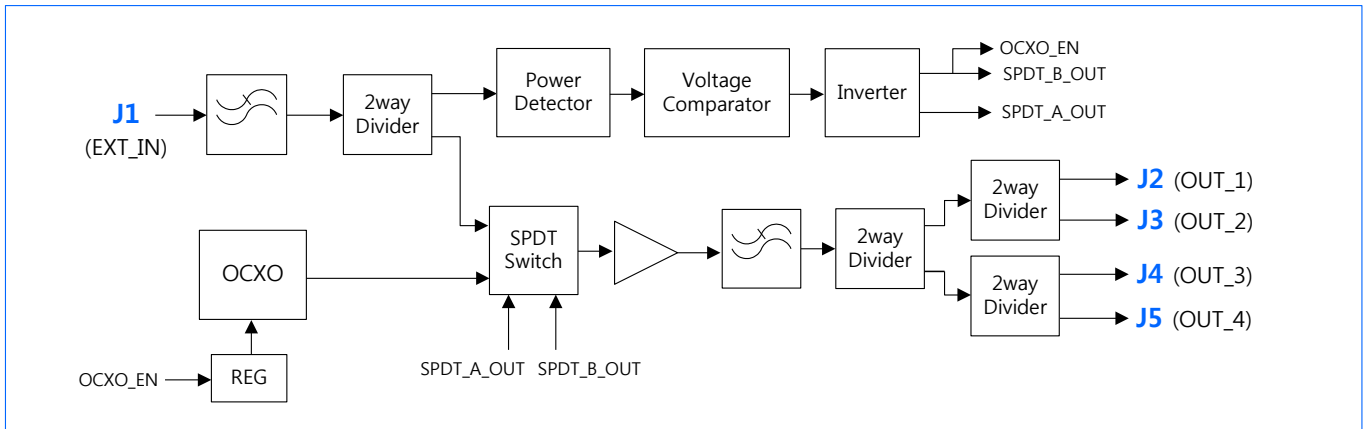 J1
(EXT_IN)
2way
Divider
Power
Detector
Voltage
Comparator
Inverter
OCXO_EN
SPDT_B_OUT
SPDT_A_OUT
OCXO
OCXO_EN
REG
SPDT
Switch
SPDT_A_OUT SPDT_B_OUT
2way
Divider
2way
Divider
J2 (OUT_1)
J3 (OUT_2)
2way
Divider
J4 (OUT_3)
J5 (OUT_4)